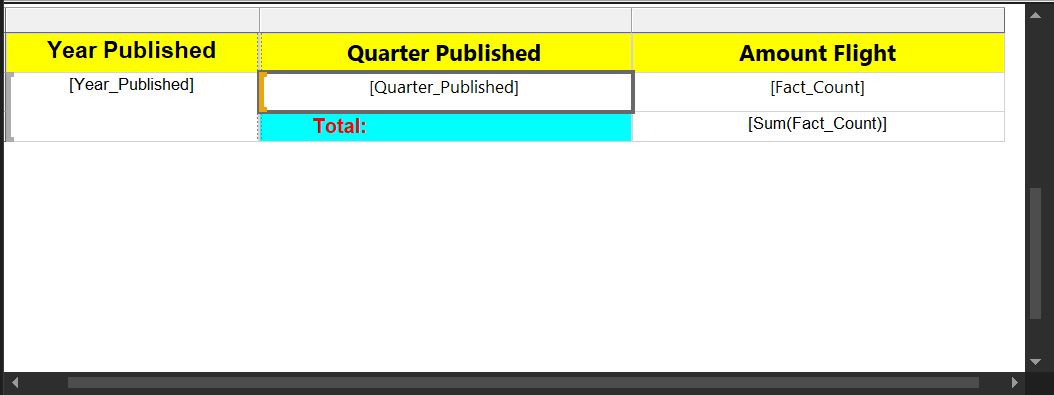 Year Published Quarter Published Amount Flight
[Year_Published] [Quarter_Published] [Fact_Count]
Total: [Sum(Fact_Count)]